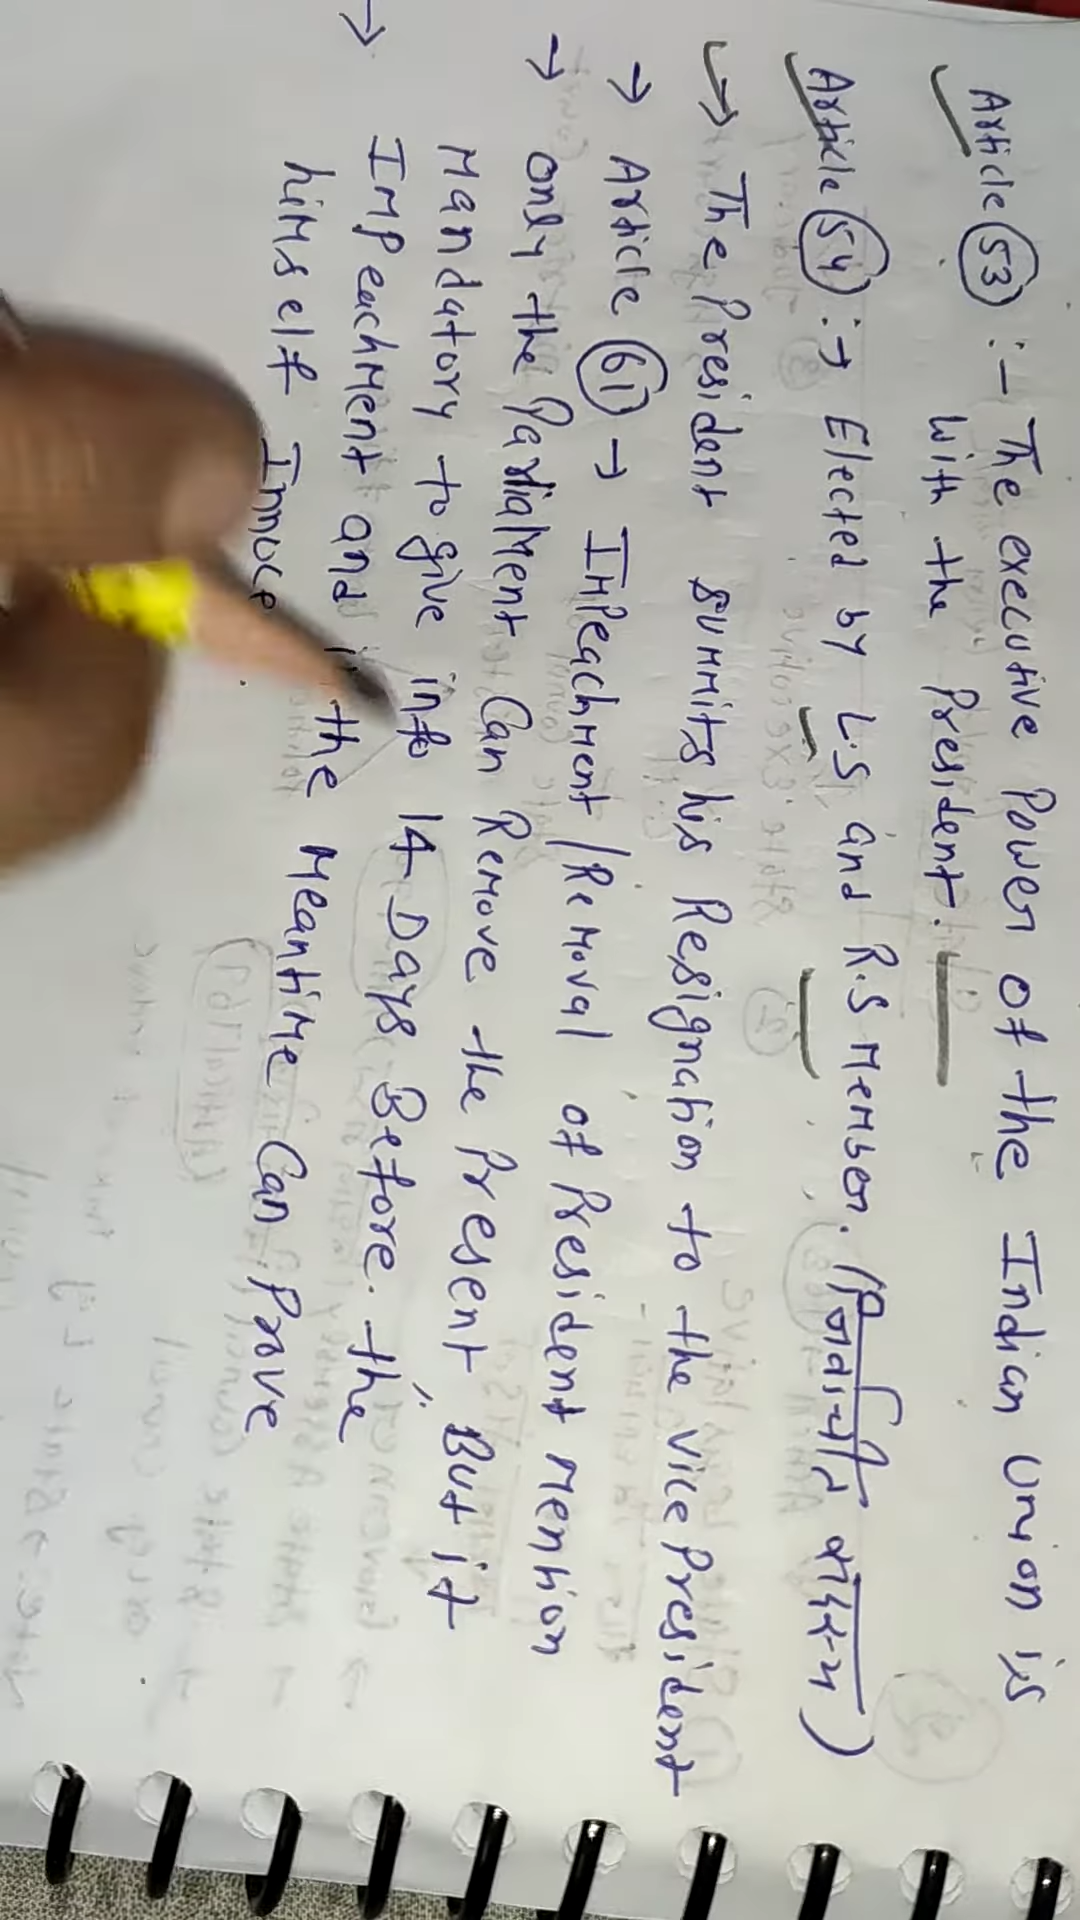 Article 53 :- The executive Power of the Indian Union is
with the President.
Article 54 :→ Elected by L.S and R.S Member. (निर्वाचित सदस्य)
→ The President summits his Resignation to the Vice President
→ Article 61 → Impeachment / Removal of President mention
→ only the Parliament Can Remove the Present But it
Mandatory to give info 14 Days Before. the
→ Impeachment and the Meantime Can Prove
himself